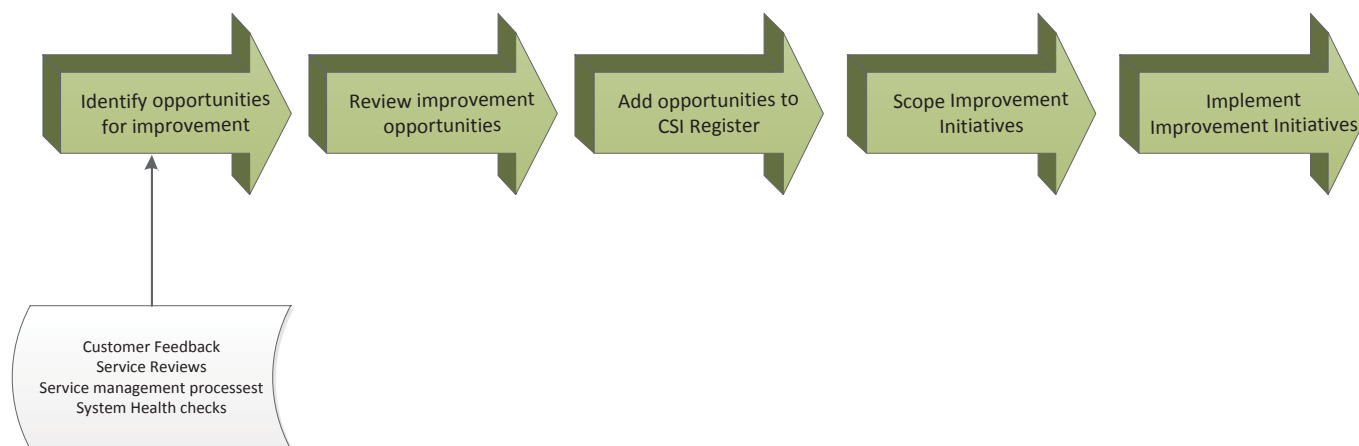 Identify opportunities
for improvement
Review improvement
opportunities
Add opportunities to
CSI Register
Scope Improvement
Initiatives
Implement
Improvement Initiatives
Customer Feedback
Service Reviews
Service management processest
System Health checks